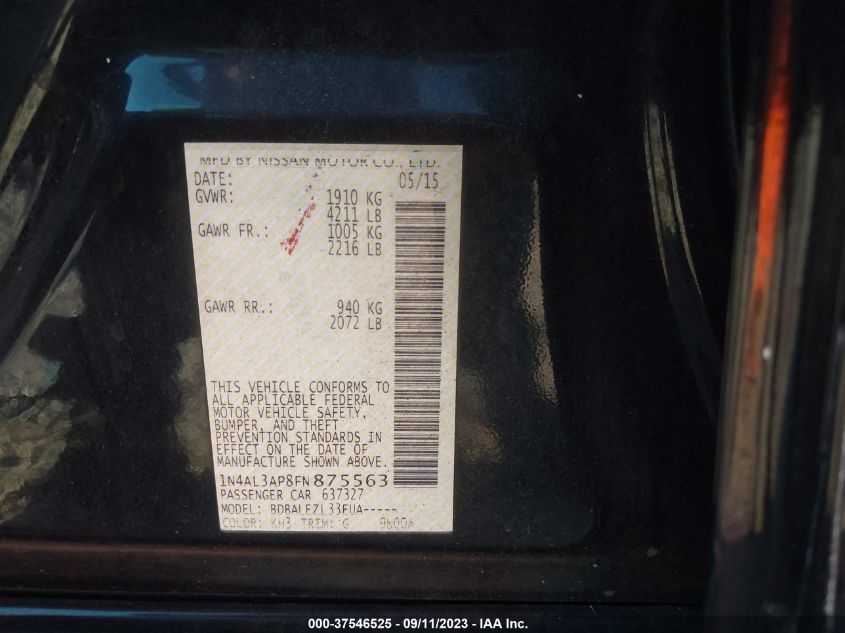 MFD BY NISSAN MOTOR CO., LTD.
DATE: 05/15
GVWR: 1910 KG
4211 LB
GAWR FR.: 1005 KG
2216 LB
GAWR RR.: 940 KG
2072 LB
THIS VEHICLE CONFORMS TO
ALL APPLICABLE FEDERAL
MOTOR VEHICLE SAFETY,
BUMPER, AND THEFT
PREVENTION STANDARDS IN
EFFECT ON THE DATE OF
MANUFACTURE SHOWN ABOVE.
1N4AL3AP8FN875563
PASSENGER CAR 637327
MODEL: BDBALEZL33EUA-----
COLOR: KH3 TRIM: G
000-37546525 - 09/11/2023 - IAA Inc.